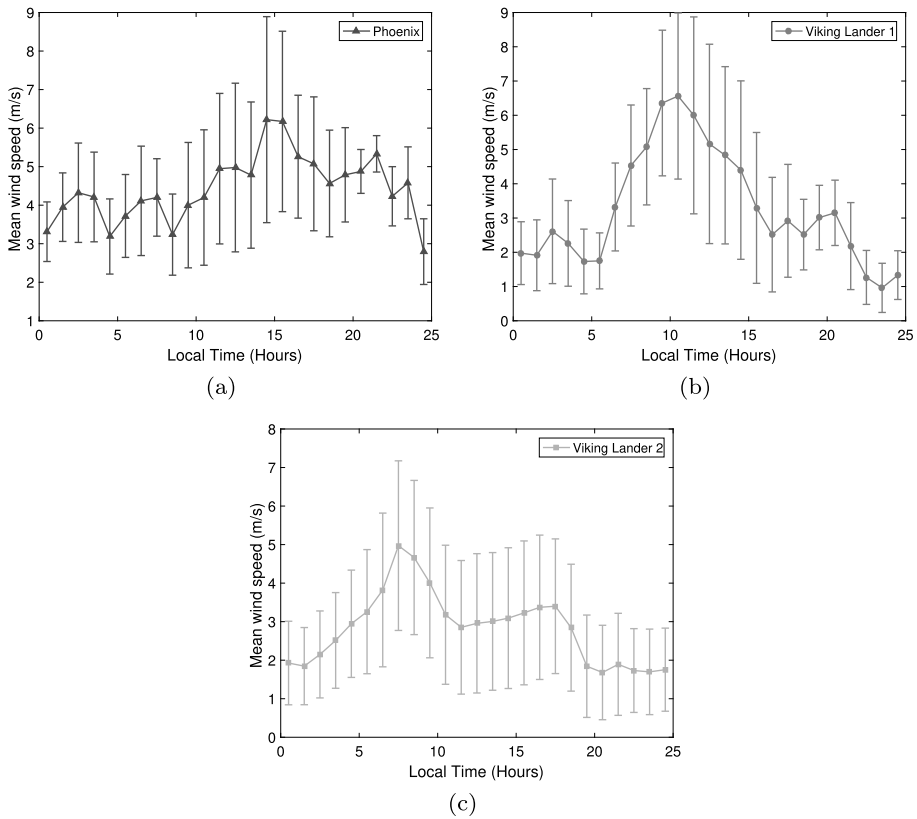 9
8
7
6
5
4
3
2
1
Mean wind speed (m/s)
Phoenix
0 5 10 15 20 25
Local Time (Hours)
(a)
9
8
7
6
5
4
3
2
1
0
Mean wind speed (m/s)
Viking Lander 1
0 5 10 15 20 25
Local Time (Hours)
(b)
8
7
6
5
4
3
2
1
0
Mean wind speed (m/s)
Viking Lander 2
0 5 10 15 20 25
Local Time (Hours)
(c)